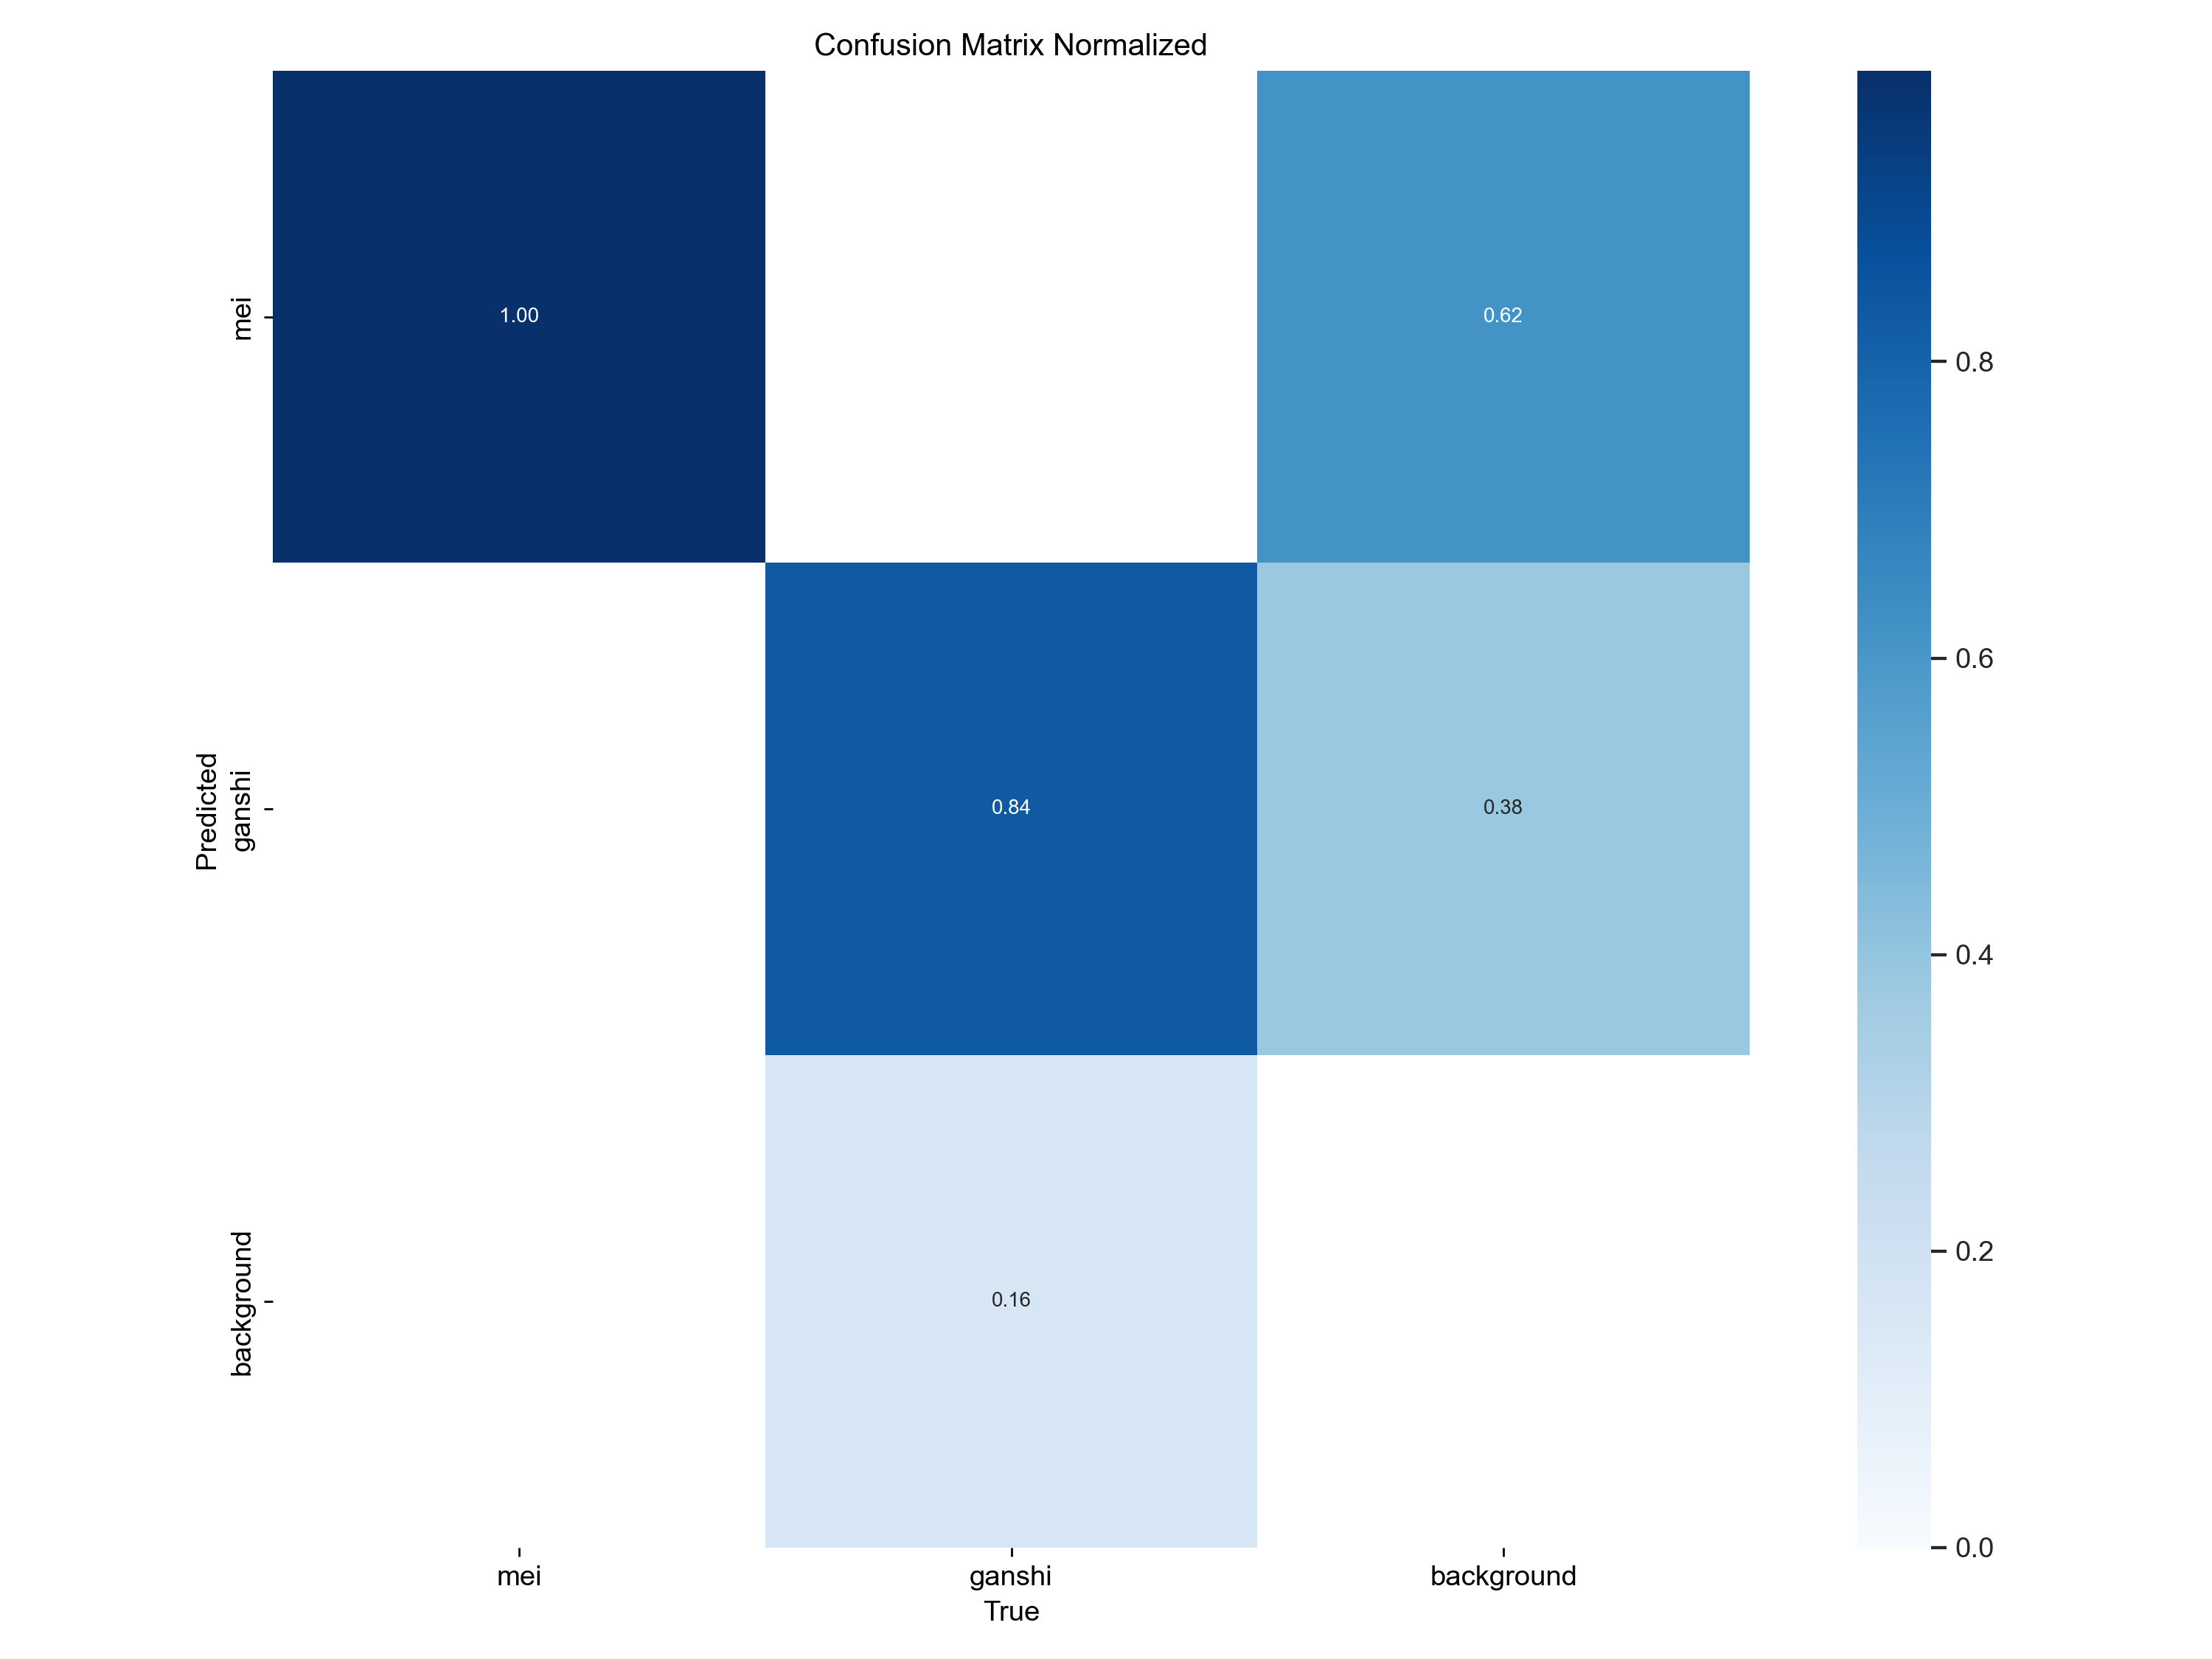 Confusion Matrix Normalized
mei
1.00
0.62
Predicted
ganshi
0.84
0.38
background
0.16
mei
ganshi
background
True
0.8
0.6
0.4
0.2
0.0